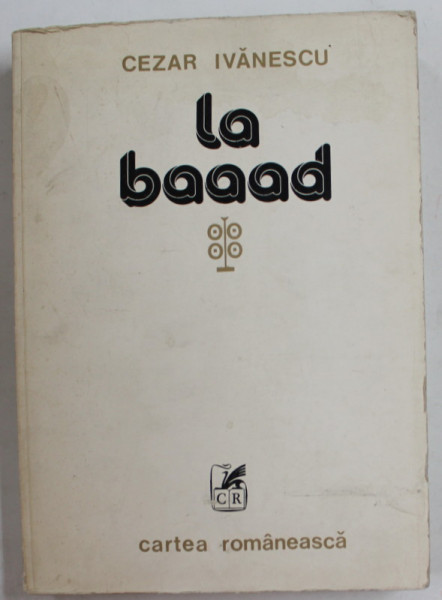 CEZAR IVĂNESCU
la
baaad
CR
cartea românească